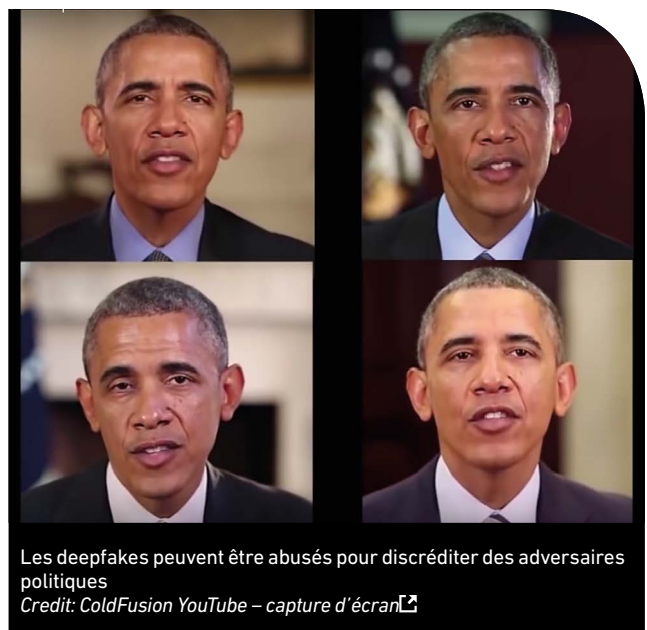 Les deepfakes peuvent être abusés pour discréditer des adversaires
politiques
Credit: ColdFusion YouTube – capture d’écran